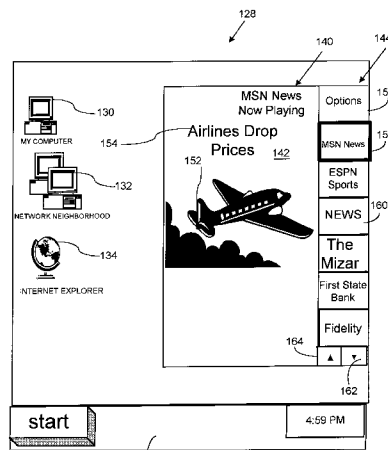 128
140
144
MSN News
Now Playing
Options
15
130
MY COMPUTER
154
Airlines Drop
Prices
142
MSN News
15
132
NETWORK NEIGHBORHOOD
152
ESPN
Sports
NEWS
160
134
INTERNET EXPLORER
The
Mizar
First State
Bank
Fidelity
164
▲
▼
162
start
4:59 PM